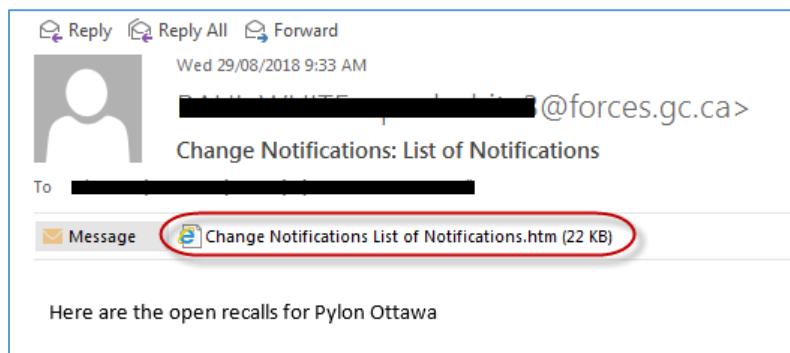 Reply Reply All Forward
Wed 29/08/2018 9:33 AM
@forces.gc.ca>
Change Notifications: List of Notifications
To
Message Change Notifications List of Notifications.htm (22 KB)
Here are the open recalls for Pylon Ottawa